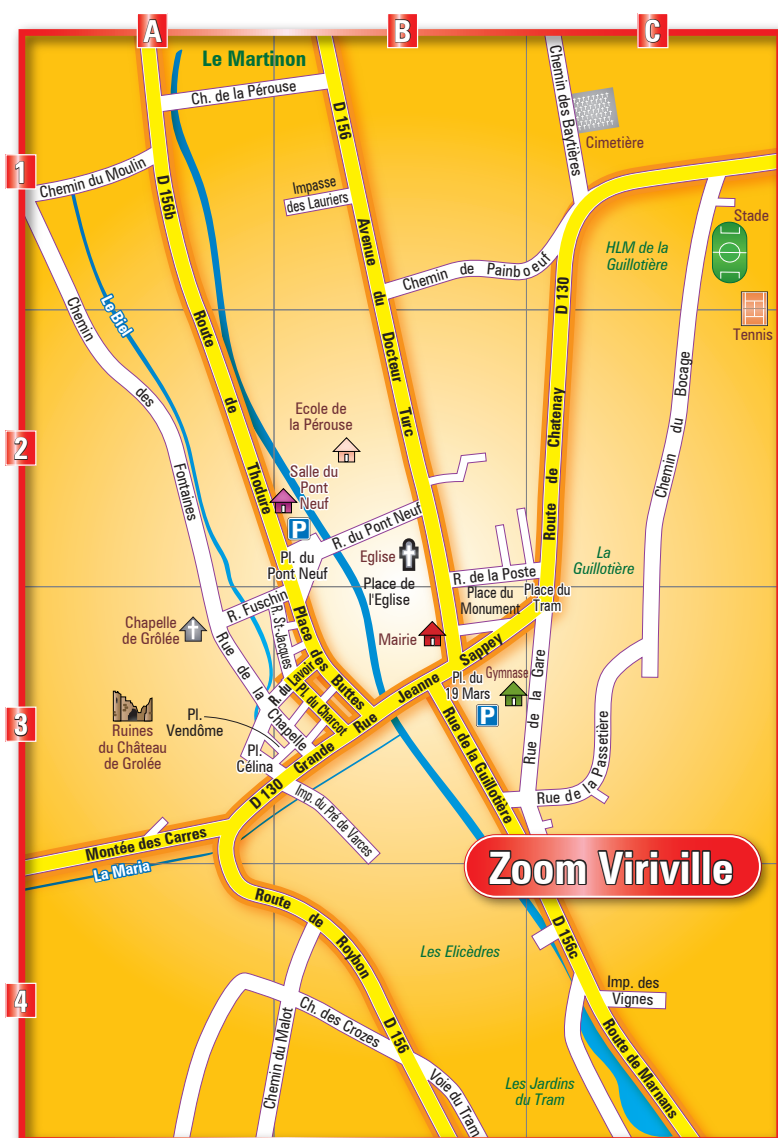 A
B
C
Le Martinon
Ch. de la Pérouse
D 156
Chemin des Baytières
Cimetière
1
Chemin du Moulin
D 156b
Impasse
des Lauriers
Avenue du Docteur Turc
Chemin de Painboeuf
HLM de la
Guillotière
Stade
D 130
Tennis
Le Biel
Chemin des Fontaines
Route de Thodure
Route de Chatenay
Chemin du Bocage
2
Ecole de
la Pérouse
Salle du
Pont
Neuf
P
R. du Pont Neuf
Pl. du
Pont Neuf
Eglise
Place de
l'Eglise
R. de la Poste
La
Guillotière
Place du
Monument
Place du
Tram
R. Fuschin
R. St-Jacques
Place des Buttes
Chapelle
de Grôlée
Mairie
Rue de la Chapelle
R. du Lavoir
Pl. du Charcot
Grande Rue Jeanne Sappey
Pl. du
19 Mars
Gymnase
P
Rue de la Gare
3
Ruines
du Château
de Grolée
Pl.
Vendôme
Pl.
Célina
D 130
Imp. du Pré de Varces
Rue de la Guillotière
Rue de la Passetière
Montée des Carres
La Maria
Zoom Viriville
Route de Roybon
D 156c
Les Elicèdres
4
Imp. des
Vignes
Chemin du Malot
Ch. des Crozes
D 156
Voie du Tram
Les Jardins
du Tram
Route de Marnans